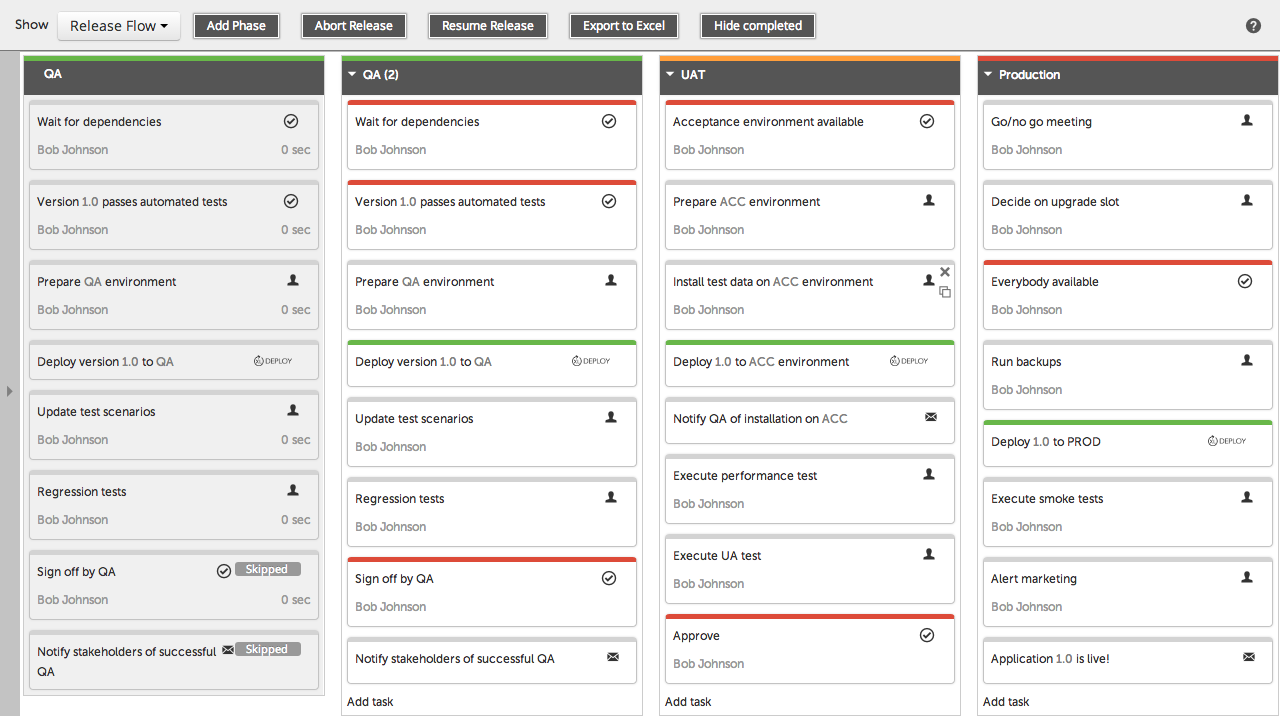 Show
Release Flow
Add Phase
Abort Release
Resume Release
Export to Excel
Hide completed
?
QA
Wait for dependencies
Bob Johnson
0 sec
Version 1.0 passes automated tests
Bob Johnson
0 sec
Prepare QA environment
Bob Johnson
0 sec
Deploy version 1.0 to QA
DEPLOY
Update test scenarios
Bob Johnson
0 sec
Regression tests
Bob Johnson
0 sec
Sign off by QA
Skipped
Bob Johnson
0 sec
Notify stakeholders of successful
QA
Skipped
QA (2)
Wait for dependencies
Bob Johnson
Version 1.0 passes automated tests
Bob Johnson
Prepare QA environment
Bob Johnson
Deploy version 1.0 to QA
DEPLOY
Update test scenarios
Bob Johnson
Regression tests
Bob Johnson
Sign off by QA
Bob Johnson
Notify stakeholders of successful QA
Add task
UAT
Acceptance environment available
Bob Johnson
Prepare ACC environment
Bob Johnson
Install test data on ACC environment
Bob Johnson
Deploy 1.0 to ACC environment
DEPLOY
Notify QA of installation on ACC
Execute performance test
Bob Johnson
Execute UA test
Bob Johnson
Approve
Bob Johnson
Add task
Production
Go/no go meeting
Bob Johnson
Decide on upgrade slot
Bob Johnson
Everybody available
Bob Johnson
Run backups
Bob Johnson
Deploy 1.0 to PROD
DEPLOY
Execute smoke tests
Bob Johnson
Alert marketing
Bob Johnson
Application 1.0 is live!
Add task